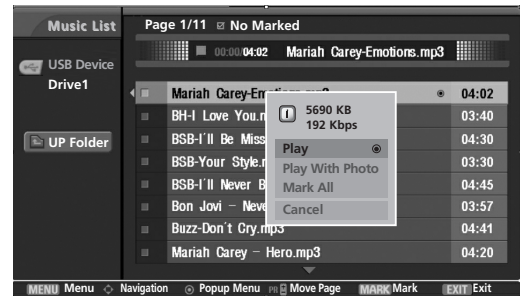 Music List
Page 1/11 No Marked
00:00/04:02 Mariah Carey-Emotions.mp3
USB Device
Drive1
UP Folder
Mariah Carey-Emotions.mp3 04:02
BH-I Love You.m 03:40
BSB-I'll Be Miss 04:30
BSB-Your Style.m 03:30
BSB-I'll Never B 04:45
Bon Jovi – Neve 03:57
Buzz-Don't Cry.mp3 04:41
Mariah Carey – Hero.mp3 04:20
5690 KB
192 Kbps
Play
Play With Photo
Mark All
Cancel
MENU Menu Navigation Popup Menu PR Move Page MARK Mark EXIT Exit